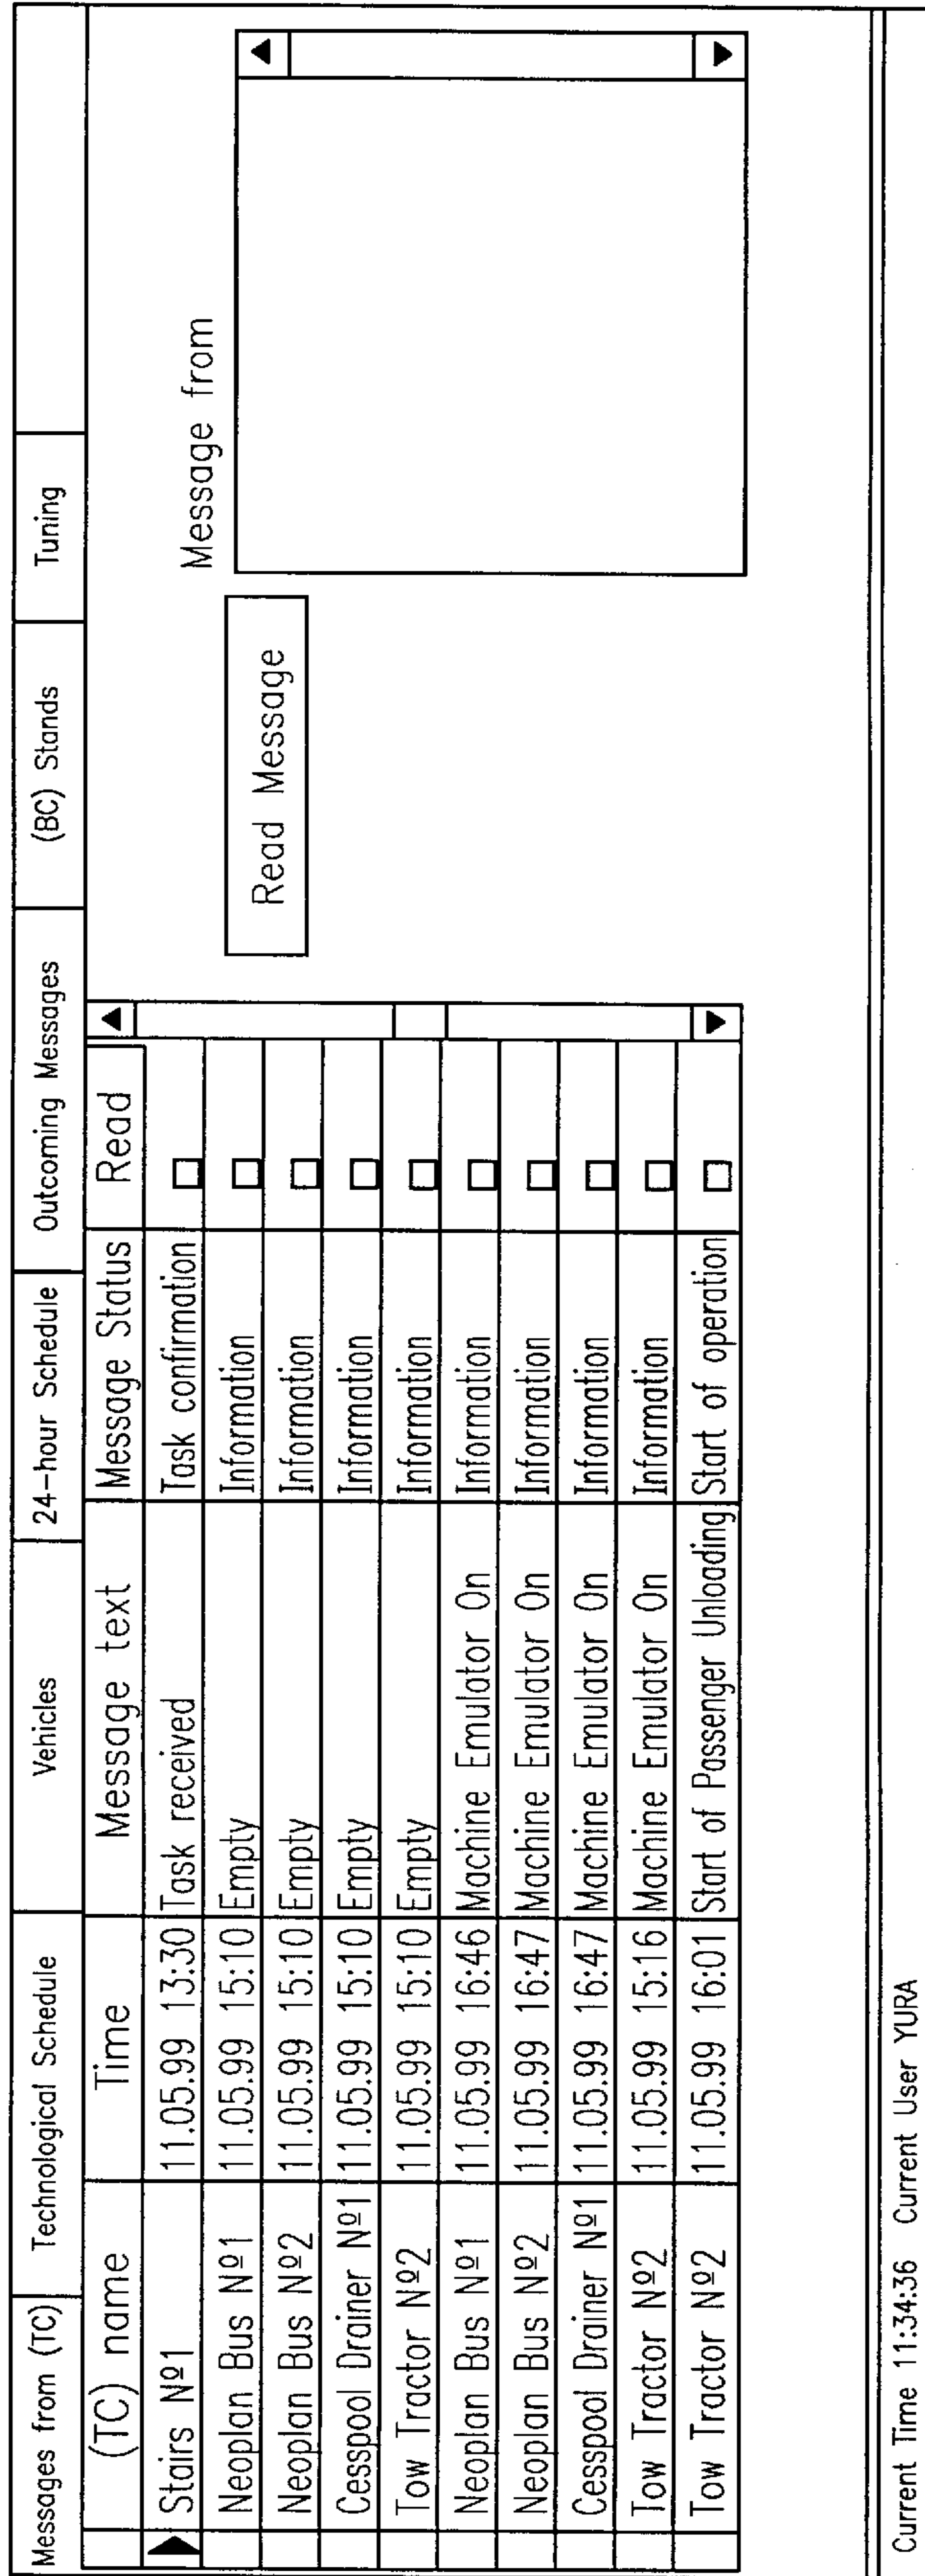 Messages from (TC) Technological Schedule Vehicles 24-hour Schedule Outcoming Messages (BC) Stands Tuning
(TC) name Time Message text Message Status Read
Stairs Nº1 11.05.99 13:30 Task received Task confirmation
Neoplan Bus Nº1 11.05.99 15:10 Empty Information
Neoplan Bus Nº2 11.05.99 15:10 Empty Information
Cesspool Drainer Nº1 11.05.99 15:10 Empty Information
Tow Tractor Nº2 11.05.99 15:10 Empty Information
Neoplan Bus Nº1 11.05.99 16:46 Machine Emulator On Information
Neoplan Bus Nº2 11.05.99 16:47 Machine Emulator On Information
Cesspool Drainer Nº1 11.05.99 16:47 Machine Emulator On Information
Tow Tractor Nº2 11.05.99 15:16 Machine Emulator On Information
Tow Tractor Nº2 11.05.99 16:01 Start of Passenger Unloading Start of operation
Read Message
Message from
Current Time 11:34:36 Current User YURA